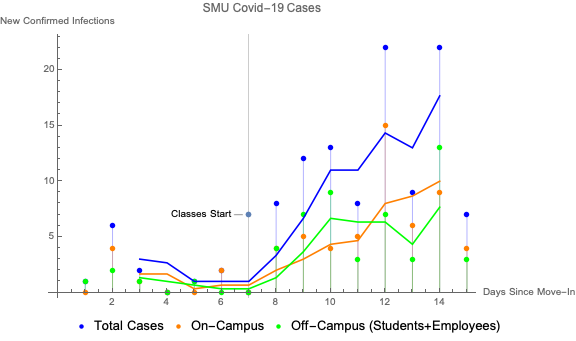 SMU Covid-19 Cases
New Confirmed Infections
20
15
10
5
Classes Start
2 4 6 8 10 12 14
Days Since Move-In
Total Cases On-Campus Off-Campus (Students+Employees)